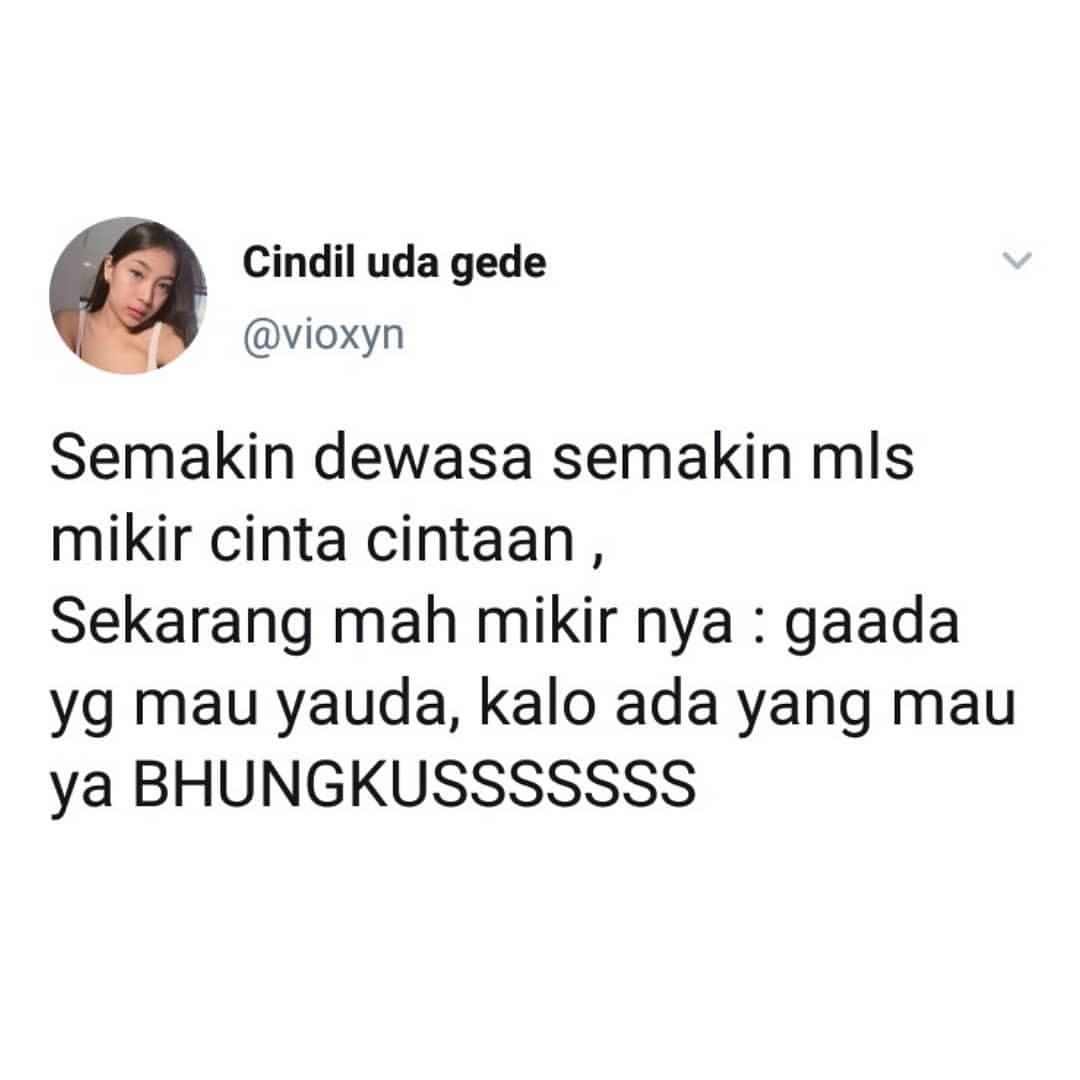 Cindil uda gede
@vioxyn
Semakin dewasa semakin mls
mikir cinta cintaan ,
Sekarang mah mikir nya : gaada
yg mau yauda, kalo ada yang mau
ya BHUNGKUSSSSSSS